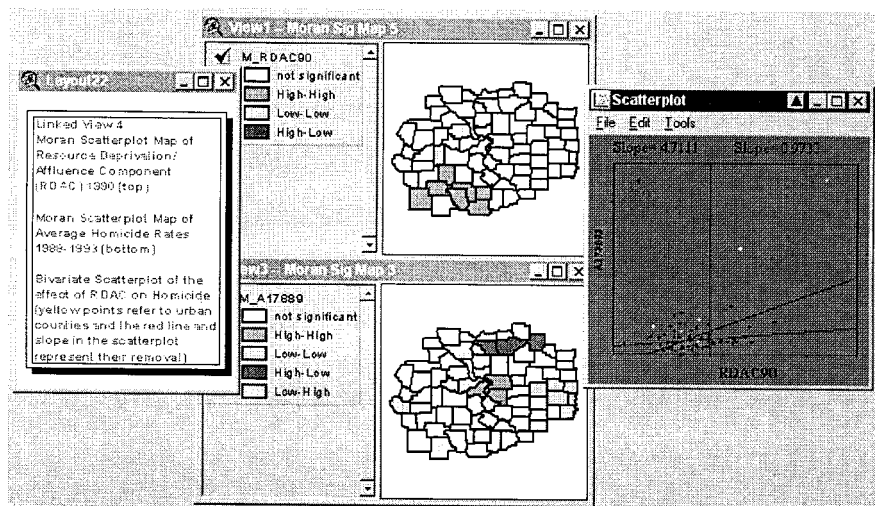 View1 – Moran Sig Map 5
M_RDAC90
not significant
High-High
Low-Low
High-Low
Layout22
Linked View 4
Moran Scatterplot Map of
Resource Deprivation/
Affluence Component
(RDAC) 1990 (top)
Moran Scatterplot Map of
Average Homicide Rates
1989-1993 (bottom)
Bivariate Scatterplot of the
effect of RDAC on Homicide
(yellow points refer to urban
counties and the red line and
slope in the scatterplot
represent their removal)
– Moran Sig Map 5
M_A17689
not significant
High-High
Low-Low
High-Low
Low-High
Scatterplot
File Edit Tools
Slope= Slope=
RDAC90